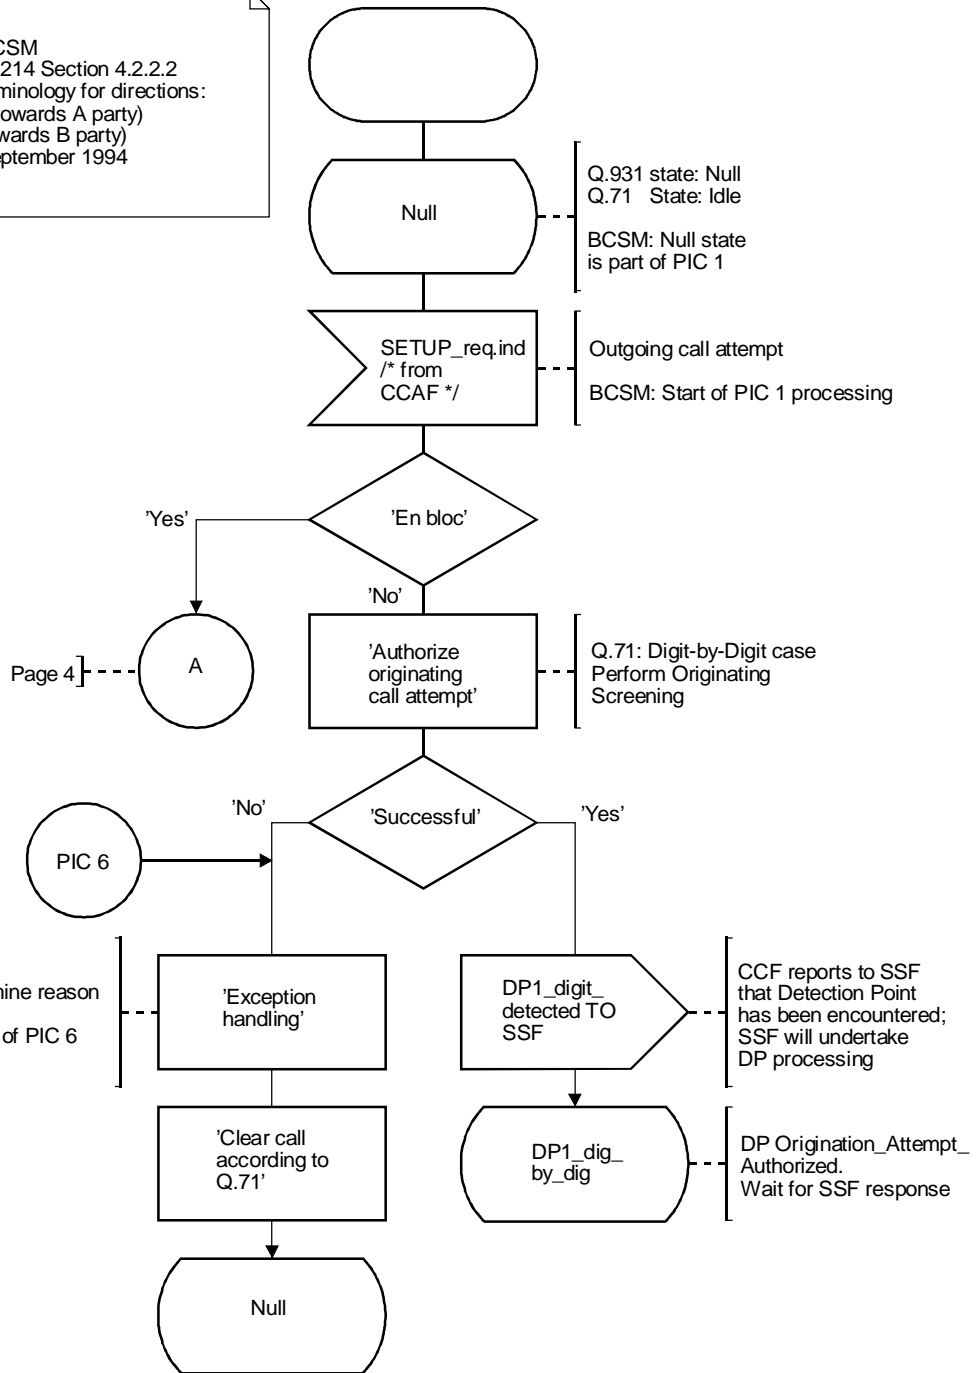 CSM
214 Section 4.2.2.2
minology for directions:
owards A party)
wards B party)
eptember 1994
Null
Q.931 state: Null
Q.71 State: Idle
BCSM: Null state
is part of PIC 1
SETUP_req.ind
/* from
CCAF */
Outgoing call attempt
BCSM: Start of PIC 1 processing
'En bloc'
'Yes'
'No'
Page 4
A
'Authorize
originating
call attempt'
Q.71: Digit-by-Digit case
Perform Originating
Screening
'No'
'Successful'
'Yes'
PIC 6
nine reason
of PIC 6
'Exception
handling'
DP1_digit_
detected TO
SSF
CCF reports to SSF
that Detection Point
has been encountered;
SSF will undertake
DP processing
'Clear call
according to
Q.71'
DP1_dig_
by_dig
DP Origination_Attempt_
Authorized.
Wait for SSF response
Null